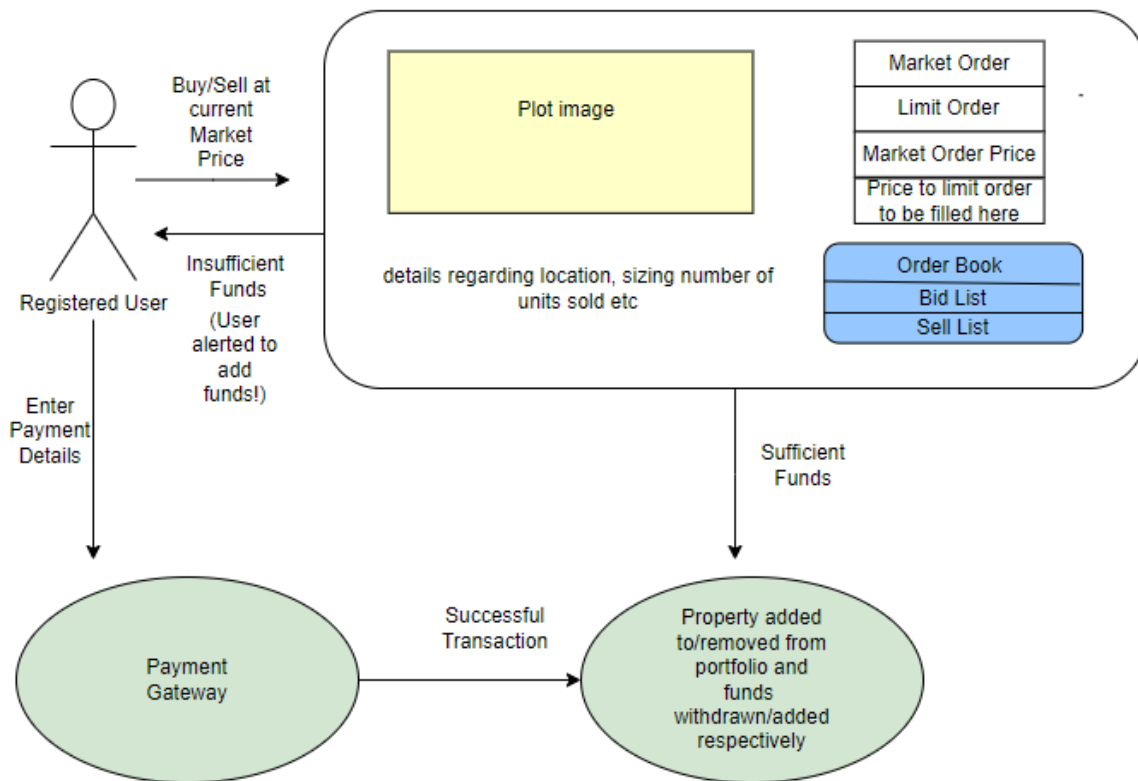 Buy/Sell at
current
Market
Price
Plot image
Market Order
Limit Order
Market Order Price
Price to limit order
to be filled here
-
Insufficient
Funds
(User
alerted to
add
funds!)
details regarding location, sizing number of
units sold etc
Order Book
Bid List
Sell List
Registered User
Enter
Payment
Details
Sufficient
Funds
Payment
Gateway
Successful
Transaction
Property added
to/removed from
portfolio and
funds
withdrawn/added
respectively